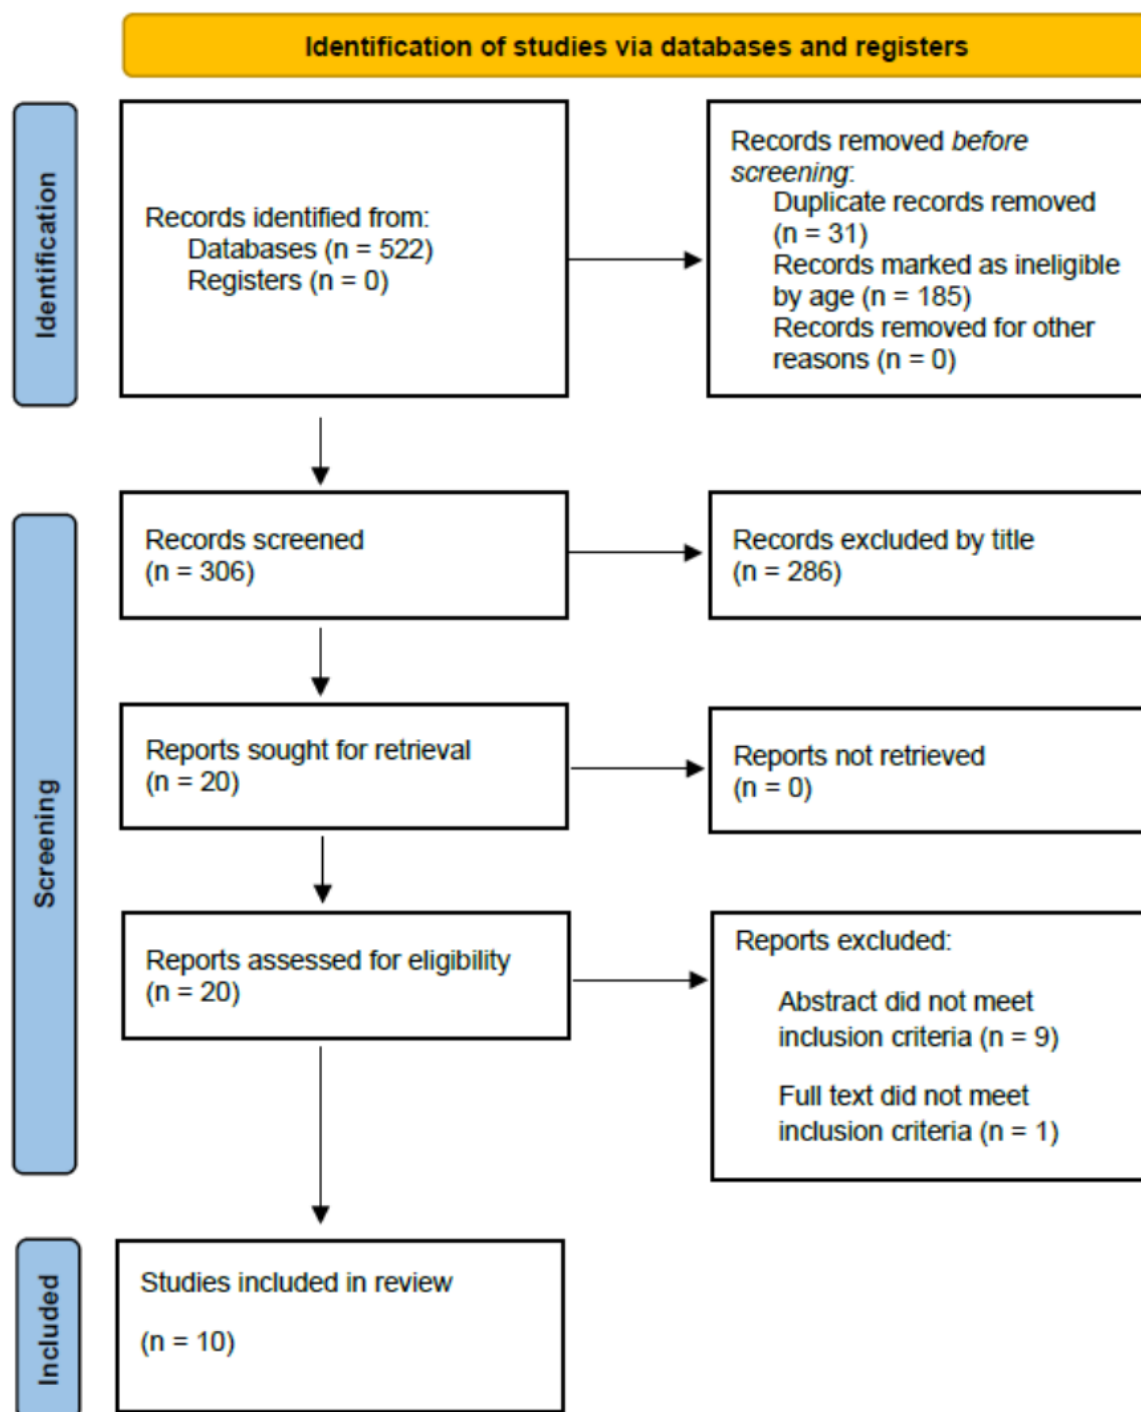 Identification of studies via databases and registers
Identification
Records identified from:
Databases (n = 522)
Registers (n = 0)
Records removed before
screening:
Duplicate records removed
(n = 31)
Records marked as ineligible
by age (n = 185)
Records removed for other
reasons (n = 0)
Screening
Records screened
(n = 306)
Records excluded by title
(n = 286)
Reports sought for retrieval
(n = 20)
Reports not retrieved
(n = 0)
Reports assessed for eligibility
(n = 20)
Reports excluded:
Abstract did not meet
inclusion criteria (n = 9)
Full text did not meet
inclusion criteria (n = 1)
Included
Studies included in review
(n = 10)